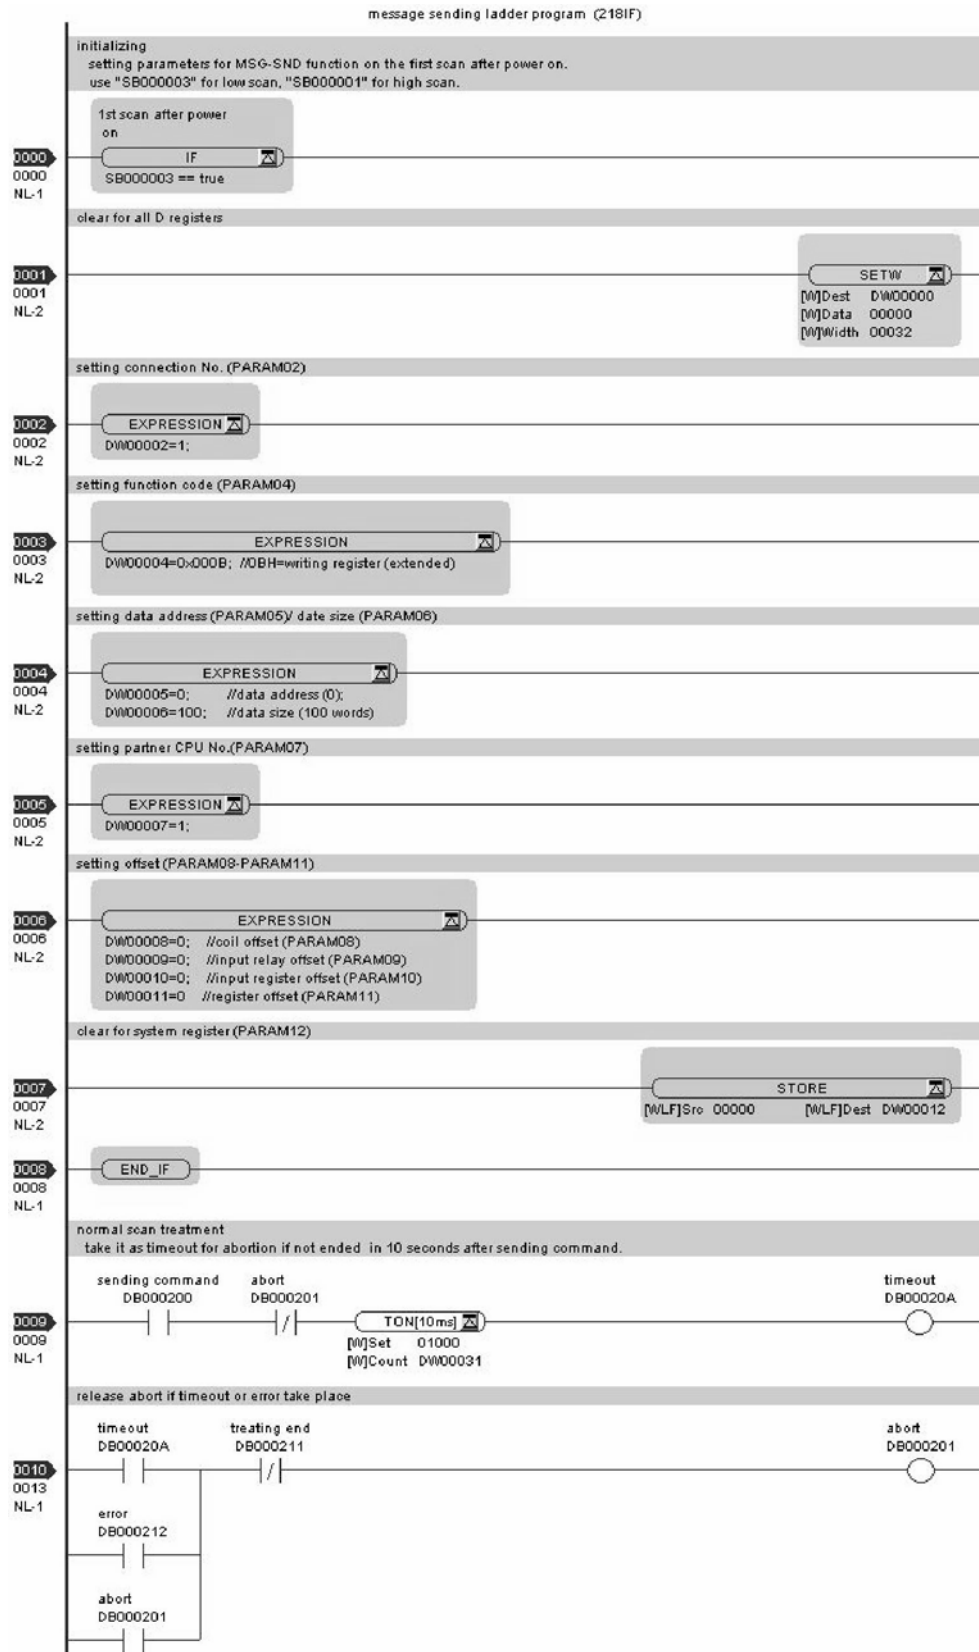 message sending ladder program (218IF)
initializing
setting parameters for MSG-SND function on the first scan after power on.
use "SB000003" for low scan, "SB000001" for high scan.
1st scan after power
on
0000
IF
0000
SB000003 == true
NL-1
clear for all D registers
0001
SETW
0001
[W]Dest DW00000
NL-2
[W]Data 00000
[W]Width 00032
setting connection No. (PARAM02)
0002
EXPRESSION
0002
DW00002=1;
NL-2
setting function code (PARAM04)
0003
EXPRESSION
0003
DW00004=0x000B; //0BH=writing register (extended)
NL-2
setting data address (PARAM05)/ date size (PARAM06)
0004
EXPRESSION
0004
DW00005=0; //data address (0);
NL-2
DW00006=100; //data size (100 words)
setting partner CPU No.(PARAM07)
0005
EXPRESSION
0005
DW00007=1;
NL-2
setting offset (PARAM08-PARAM11)
0006
EXPRESSION
0006
DW00008=0; //coil offset (PARAM08)
NL-2
DW00009=0; //input relay offset (PARAM09)
DW00010=0; //input register offset (PARAM10)
DW00011=0 //register offset (PARAM11)
clear for system register (PARAM12)
0007
STORE
0007
[WLF]Src 00000 [WLF]Dest DW00012
NL-2
0008
END_IF
0008
NL-1
normal scan treatment
take it as timeout for abortion if not ended in 10 seconds after sending command.
sending command abort timeout
DB000200 DB000201 DB00020A
0009
TON[10ms]
0009
[W]Set 01000
NL-1
[W]Count DW00031
release abort if timeout or error take place
timeout treating end abort
DB00020A DB000211 DB000201
0010
0013
NL-1
error
DB000212
abort
DB000201